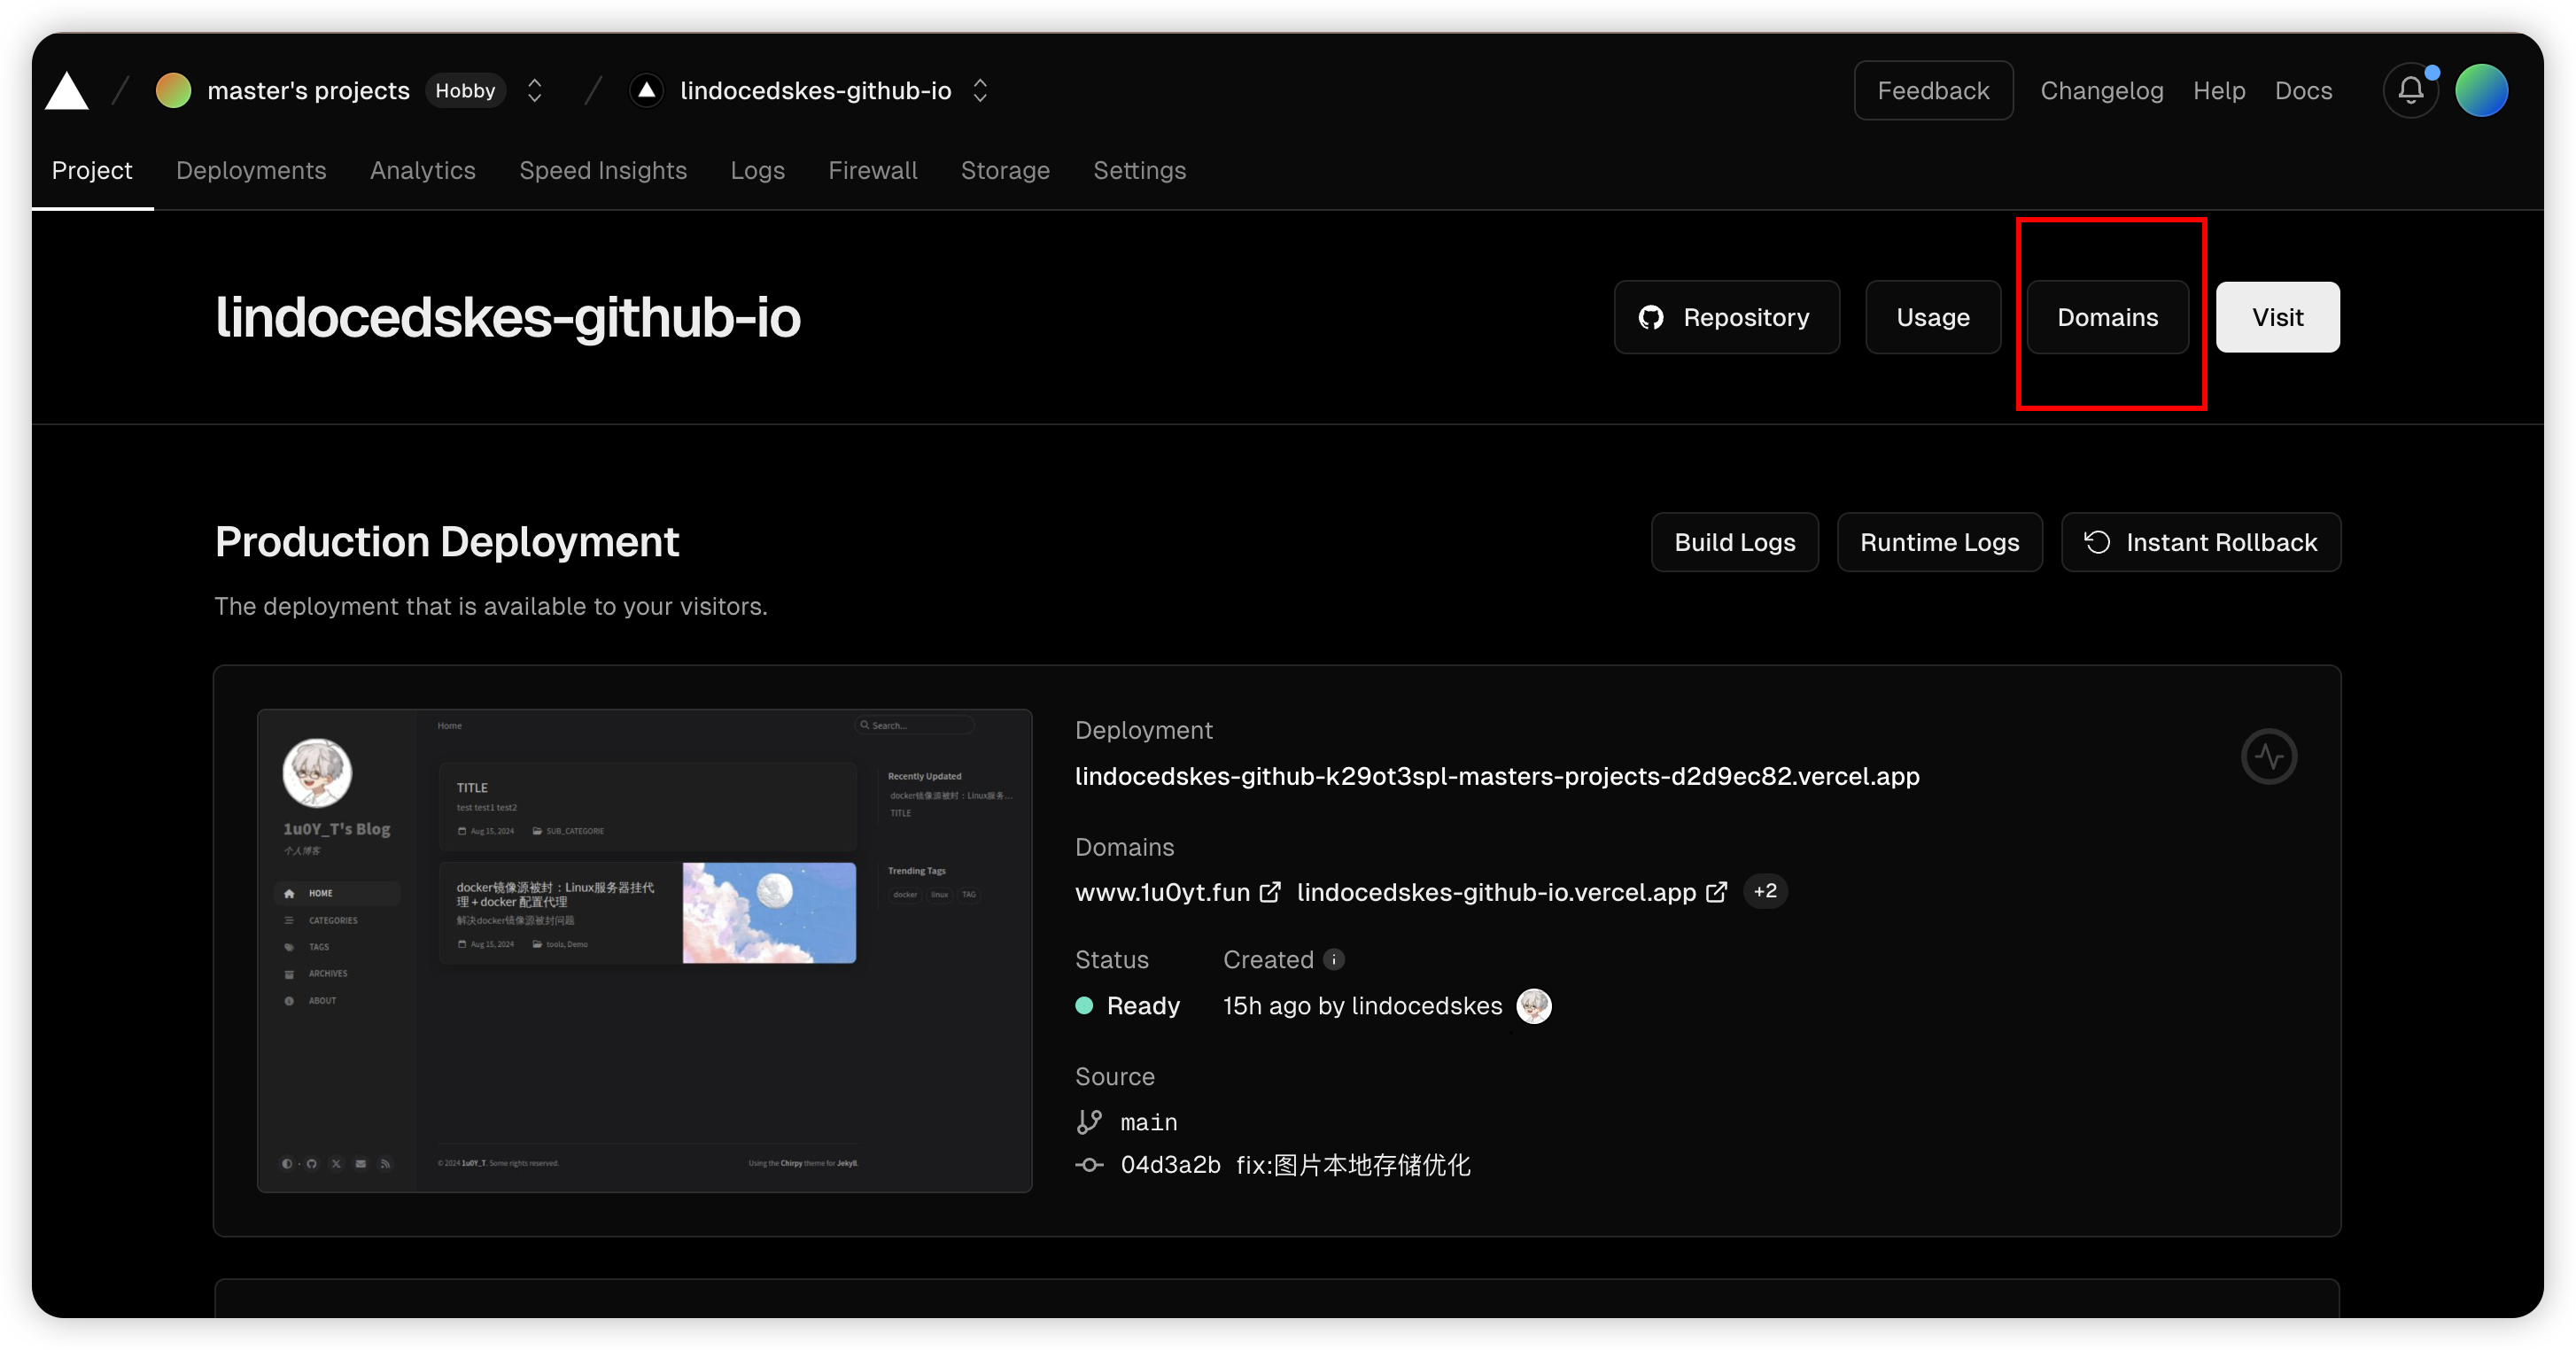 master's projects Hobby lindocedskes-github-io Feedback Changelog Help Docs
Project Deployments Analytics Speed Insights Logs Firewall Storage Settings
lindocedskes-github-io
Repository Usage Domains Visit
Production Deployment
Build Logs Runtime Logs Instant Rollback
The deployment that is available to your visitors.
Home
Search...
1u0Y_T's Blog
个人博客
HOME
CATEGORIES
TAGS
ARCHIVES
ABOUT
TITLE
test test1 test2
Aug 15, 2024 SUB_CATEGORIE
docker镜像源被封：Linux服务器挂代
理 + docker 配置代理
解决docker镜像源被封问题
Aug 15, 2024 tools, Demo
Recently Updated
docker镜像源被封：Linux服务...
TITLE
Trending Tags
docker linux TAG
© 2024 1u0Y_T. Some rights reserved.
Using the Chirpy theme for Jekyll.
Deployment
lindocedskes-github-k29ot3spl-masters-projects-d2d9ec82.vercel.app
Domains
www.1u0yt.fun lindocedskes-github-io.vercel.app +2
Status Created
Ready 15h ago by lindocedskes
Source
main
04d3a2b fix:图片本地存储优化